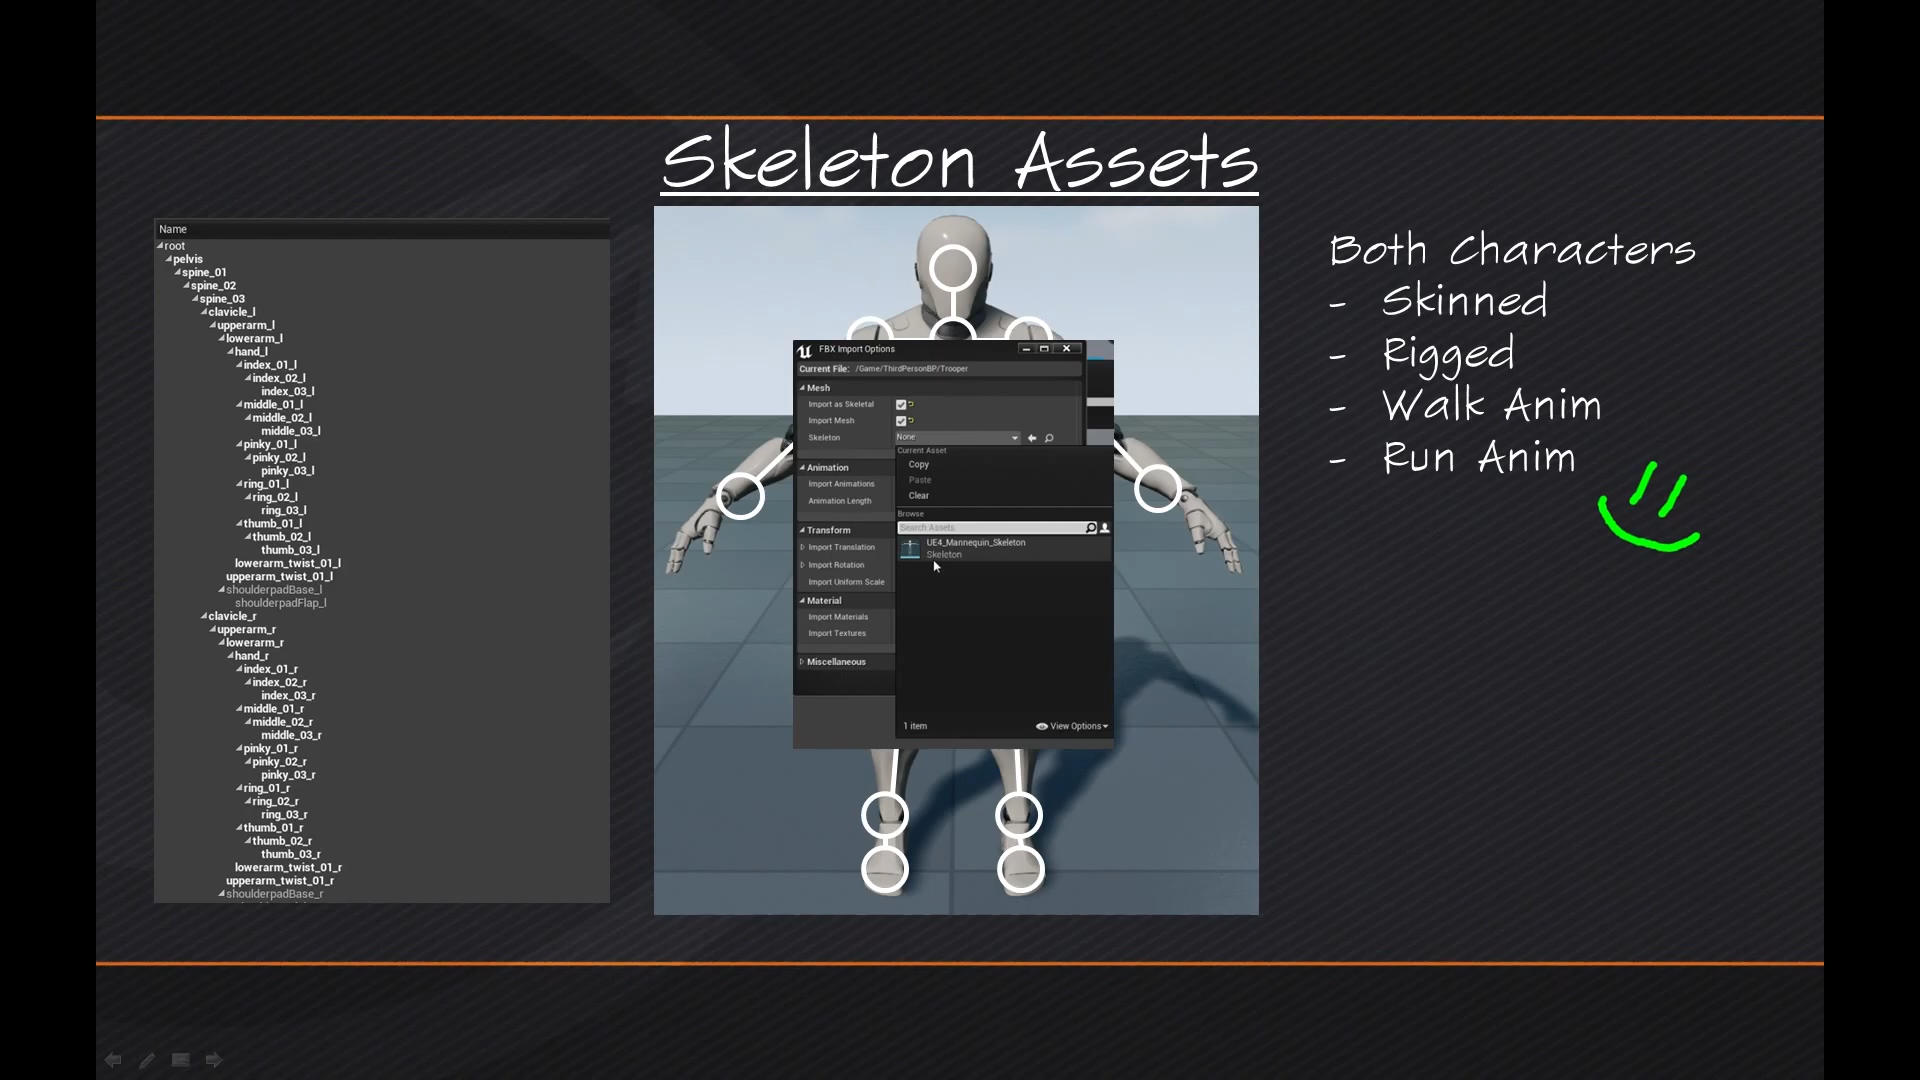 Skeleton Assets
Name
root
pelvis
spine_01
spine_02
spine_03
clavicle_l
upperarm_l
lowerarm_l
hand_l
index_01_l
index_02_l
index_03_l
middle_01_l
middle_02_l
middle_03_l
pinky_01_l
pinky_02_l
pinky_03_l
ring_01_l
ring_02_l
ring_03_l
thumb_01_l
thumb_02_l
thumb_03_l
lowerarm_twist_01_l
upperarm_twist_01_l
shoulderpadBase_l
shoulderpadFlap_l
clavicle_r
upperarm_r
lowerarm_r
hand_r
index_01_r
index_02_r
index_03_r
middle_01_r
middle_02_r
middle_03_r
pinky_01_r
pinky_02_r
pinky_03_r
ring_01_r
ring_02_r
ring_03_r
thumb_01_r
thumb_02_r
thumb_03_r
lowerarm_twist_01_r
upperarm_twist_01_r
shoulderpadBase_r
FBX Import Options
Current File: /Game/ThirdPersonBP/Trooper
Mesh
Import as Skeletal
Import Mesh
Skeleton None
Current Asset
Copy
Paste
Clear
Browse
Search Assets
UE4_Mannequin_Skeleton
Skeleton
1 item View Options
Animation
Import Animations
Animation Length
Transform
Import Translation
Import Rotation
Import Uniform Scale
Material
Import Materials
Import Textures
Miscellaneous
Both Characters
- Skinned
- Rigged
- Walk Anim
- Run Anim